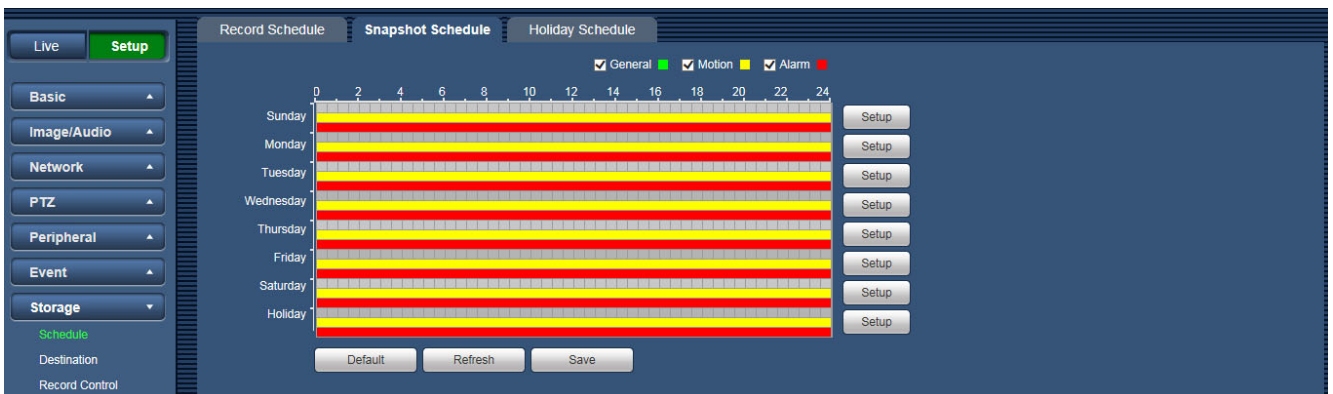 Record Schedule Snapshot Schedule Holiday Schedule
Live Setup
General Motion Alarm
0 2 4 6 8 10 12 14 16 18 20 22 24
Sunday Setup
Monday Setup
Tuesday Setup
Wednesday Setup
Thursday Setup
Friday Setup
Saturday Setup
Holiday Setup
Default Refresh Save
Basic
Image/Audio
Network
PTZ
Peripheral
Event
Storage
Schedule
Destination
Record Control